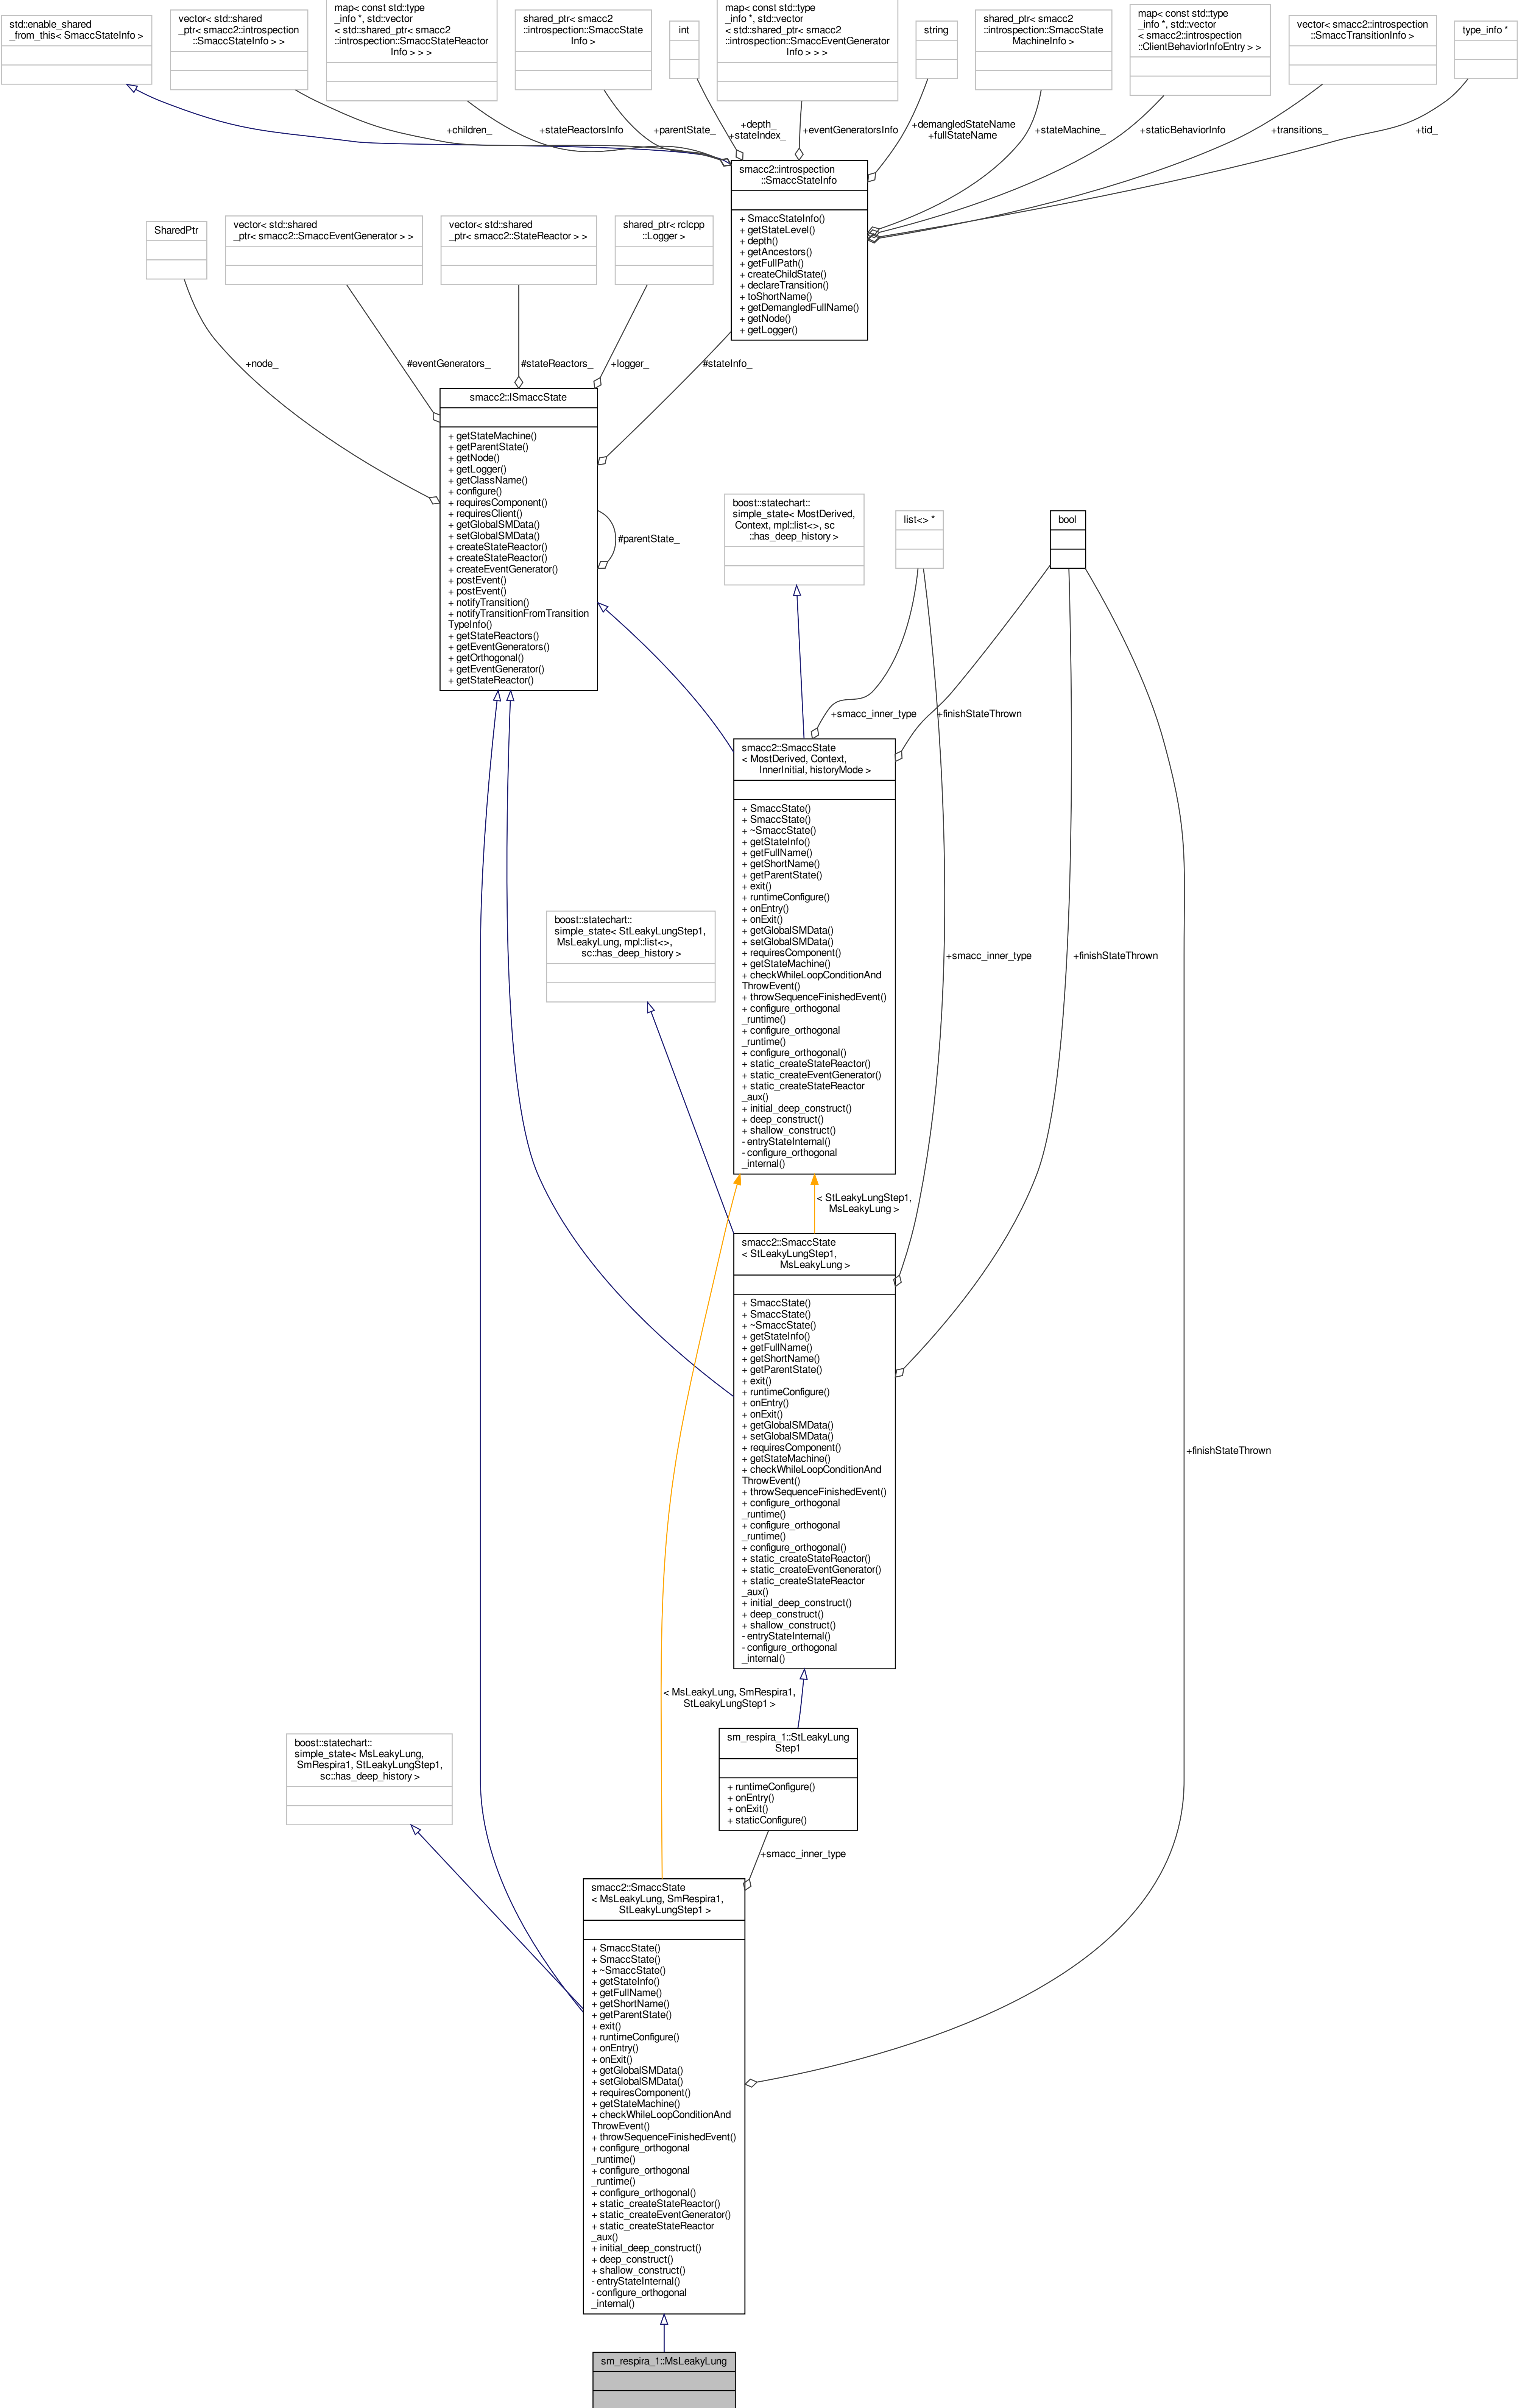 std::enable_shared
_from_this< SmaccStateInfo >
vector< std::shared
_ptr< smacc2::introspection
::SmaccStateInfo > >
map< const std::type
_info *, std::vector
< std::shared_ptr< smacc2
::introspection::SmaccStateReactor
Info > > >
shared_ptr< smacc2
::introspection::SmaccState
Info >
int
map< const std::type
_info *, std::vector
< std::shared_ptr< smacc2
::introspection::SmaccEventGenerator
Info > > >
string
shared_ptr< smacc2
::introspection::SmaccState
MachineInfo >
map< const std::type
_info *, std::vector
< smacc2::introspection
::ClientBehaviorInfoEntry > >
vector< smacc2::introspection
::SmaccTransitionInfo >
type_info *
+children_
+stateReactorsInfo
+parentState_
+depth_
+stateIndex_
+eventGeneratorsInfo
+demangledStateName
+fullStateName
+stateMachine_
+staticBehaviorInfo
+transitions_
+tid_
smacc2::introspection
::SmaccStateInfo
+ SmaccStateInfo()
+ getStateLevel()
+ depth()
+ getAncestors()
+ getFullPath()
+ createChildState()
+ declareTransition()
+ toShortName()
+ getDemangledFullName()
+ getNode()
+ getLogger()
SharedPtr
vector< std::shared
_ptr< smacc2::SmaccEventGenerator > >
vector< std::shared
_ptr< smacc2::StateReactor > >
shared_ptr< rclcpp
::Logger >
+node_
#eventGenerators_
#stateReactors_
+logger_
#stateInfo_
smacc2::ISmaccState
+ getStateMachine()
+ getParentState()
+ getNode()
+ getLogger()
+ getClassName()
+ configure()
+ requiresComponent()
+ requiresClient()
+ getGlobalSMData()
+ setGlobalSMData()
+ createStateReactor()
+ createStateReactor()
+ createEventGenerator()
+ postEvent()
+ postEvent()
+ notifyTransition()
+ notifyTransitionFromTransition
TypeInfo()
+ getStateReactors()
+ getEventGenerators()
+ getOrthogonal()
+ getEventGenerator()
+ getStateReactor()
#parentState_
boost::statechart::
simple_state< MostDerived,
Context, mpl::list<>, sc
::has_deep_history >
list<> *
bool
+smacc_inner_type
+finishStateThrown
smacc2::SmaccState
< MostDerived, Context,
InnerInitial, historyMode >
+ SmaccState()
+ SmaccState()
+ ~SmaccState()
+ getStateInfo()
+ getFullName()
+ getShortName()
+ getParentState()
+ exit()
+ runtimeConfigure()
+ onEntry()
+ onExit()
+ getGlobalSMData()
+ setGlobalSMData()
+ requiresComponent()
+ getStateMachine()
+ checkWhileLoopConditionAnd
ThrowEvent()
+ throwSequenceFinishedEvent()
+ configure_orthogonal
_runtime()
+ configure_orthogonal
_runtime()
+ configure_orthogonal()
+ static_createStateReactor()
+ static_createEventGenerator()
+ static_createStateReactor
_aux()
+ initial_deep_construct()
+ deep_construct()
+ shallow_construct()
- entryStateInternal()
- configure_orthogonal
_internal()
boost::statechart::
simple_state< StLeakyLungStep1,
MsLeakyLung, mpl::list<>,
sc::has_deep_history >
+smacc_inner_type
+finishStateThrown
< StLeakyLungStep1,
MsLeakyLung >
smacc2::SmaccState
< StLeakyLungStep1,
MsLeakyLung >
+ SmaccState()
+ SmaccState()
+ ~SmaccState()
+ getStateInfo()
+ getFullName()
+ getShortName()
+ getParentState()
+ exit()
+ runtimeConfigure()
+ onEntry()
+ onExit()
+ getGlobalSMData()
+ setGlobalSMData()
+ requiresComponent()
+ getStateMachine()
+ checkWhileLoopConditionAnd
ThrowEvent()
+ throwSequenceFinishedEvent()
+ configure_orthogonal
_runtime()
+ configure_orthogonal
_runtime()
+ configure_orthogonal()
+ static_createStateReactor()
+ static_createEventGenerator()
+ static_createStateReactor
_aux()
+ initial_deep_construct()
+ deep_construct()
+ shallow_construct()
- entryStateInternal()
- configure_orthogonal
_internal()
+finishStateThrown
< MsLeakyLung, SmRespira1,
StLeakyLungStep1 >
boost::statechart::
simple_state< MsLeakyLung,
SmRespira1, StLeakyLungStep1,
sc::has_deep_history >
sm_respira_1::StLeakyLung
Step1
+ runtimeConfigure()
+ onEntry()
+ onExit()
+ staticConfigure()
+smacc_inner_type
smacc2::SmaccState
< MsLeakyLung, SmRespira1,
StLeakyLungStep1 >
+ SmaccState()
+ SmaccState()
+ ~SmaccState()
+ getStateInfo()
+ getFullName()
+ getShortName()
+ getParentState()
+ exit()
+ runtimeConfigure()
+ onEntry()
+ onExit()
+ getGlobalSMData()
+ setGlobalSMData()
+ requiresComponent()
+ getStateMachine()
+ checkWhileLoopConditionAnd
ThrowEvent()
+ throwSequenceFinishedEvent()
+ configure_orthogonal
_runtime()
+ configure_orthogonal
_runtime()
+ configure_orthogonal()
+ static_createStateReactor()
+ static_createEventGenerator()
+ static_createStateReactor
_aux()
+ initial_deep_construct()
+ deep_construct()
+ shallow_construct()
- entryStateInternal()
- configure_orthogonal
_internal()
sm_respira_1::MsLeakyLung